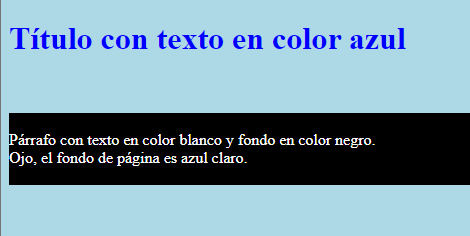 Título con texto en color azul
Párrafo con texto en color blanco y fondo en color negro.
Ojo, el fondo de página es azul claro.